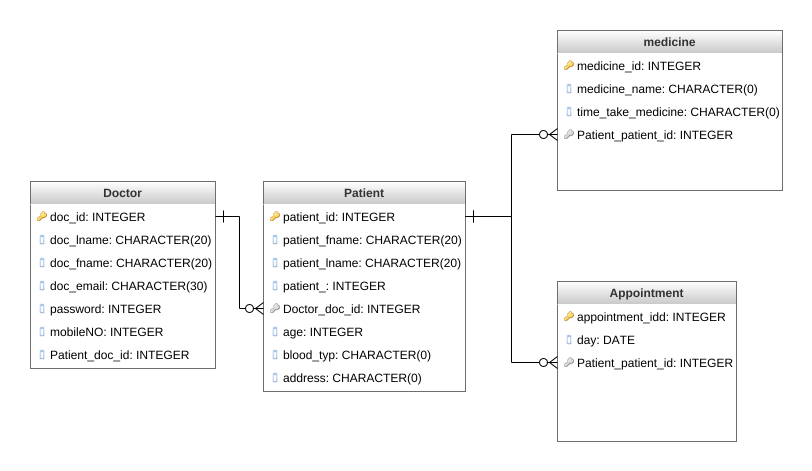 Doctor
doc_id: INTEGER
doc_lname: CHARACTER(20)
doc_fname: CHARACTER(20)
doc_email: CHARACTER(30)
password: INTEGER
mobileNO: INTEGER
Patient_doc_id: INTEGER
Patient
patient_id: INTEGER
patient_fname: CHARACTER(20)
patient_lname: CHARACTER(20)
patient_: INTEGER
Doctor_doc_id: INTEGER
age: INTEGER
blood_typ: CHARACTER(0)
address: CHARACTER(0)
medicine
medicine_id: INTEGER
medicine_name: CHARACTER(0)
time_take_medicine: CHARACTER(0)
Patient_patient_id: INTEGER
Appointment
appointment_idd: INTEGER
day: DATE
Patient_patient_id: INTEGER